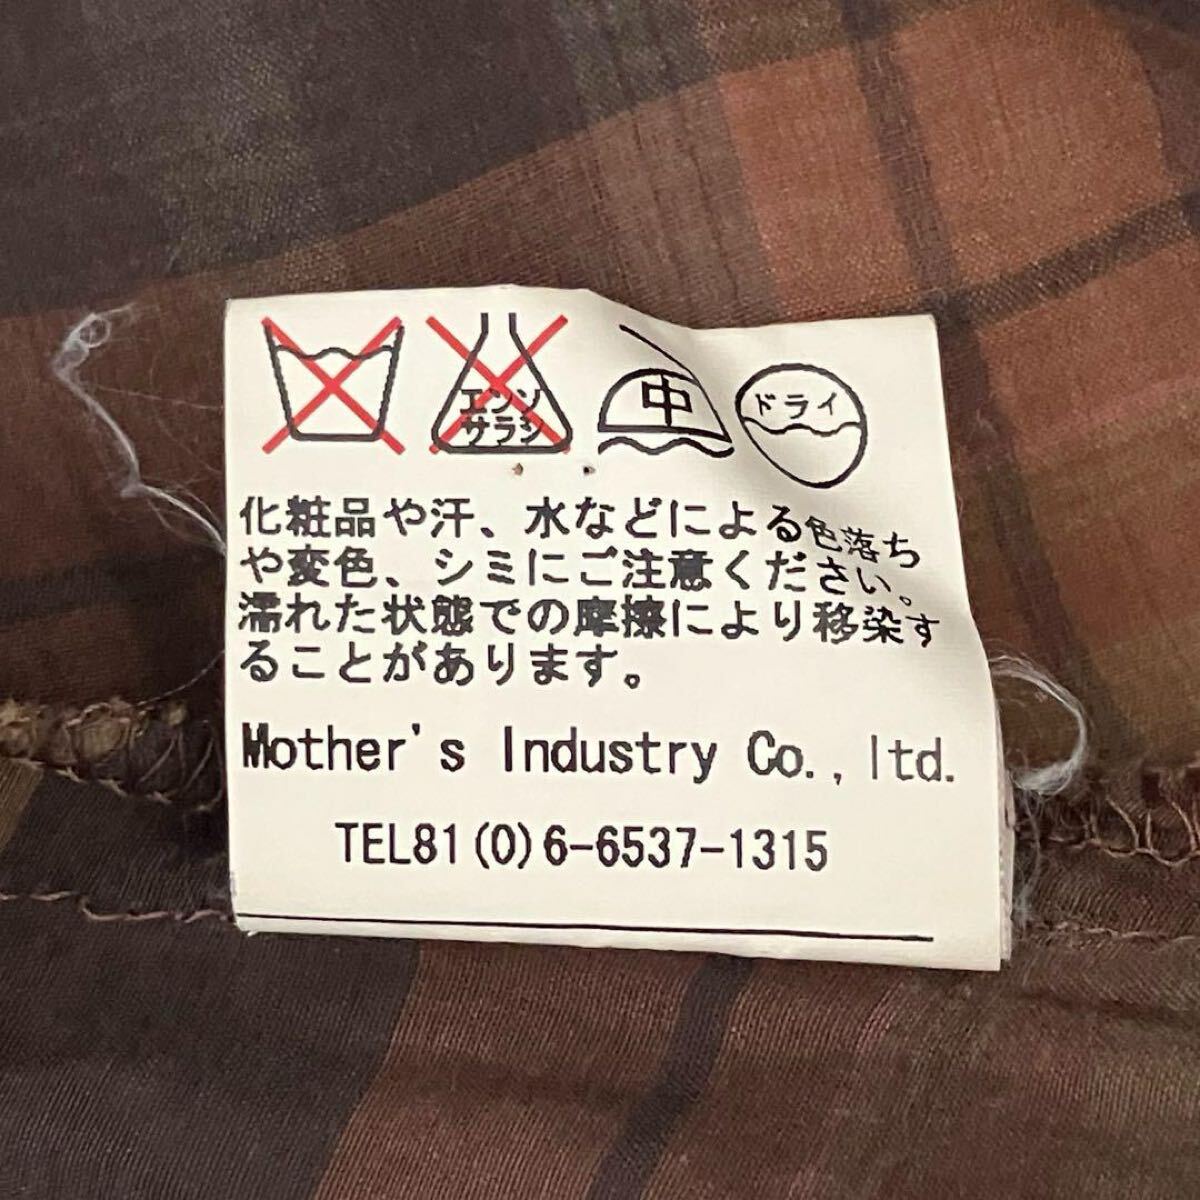 エンソ
サラシ
中
ドライ
化粧品や汗、水などによる色落ち
や変色、シミにご注意ください。
濡れた状態での摩擦により移染す
ることがあります。
Mother's Industry Co.,ltd.
TEL81(0)6-6537-1315